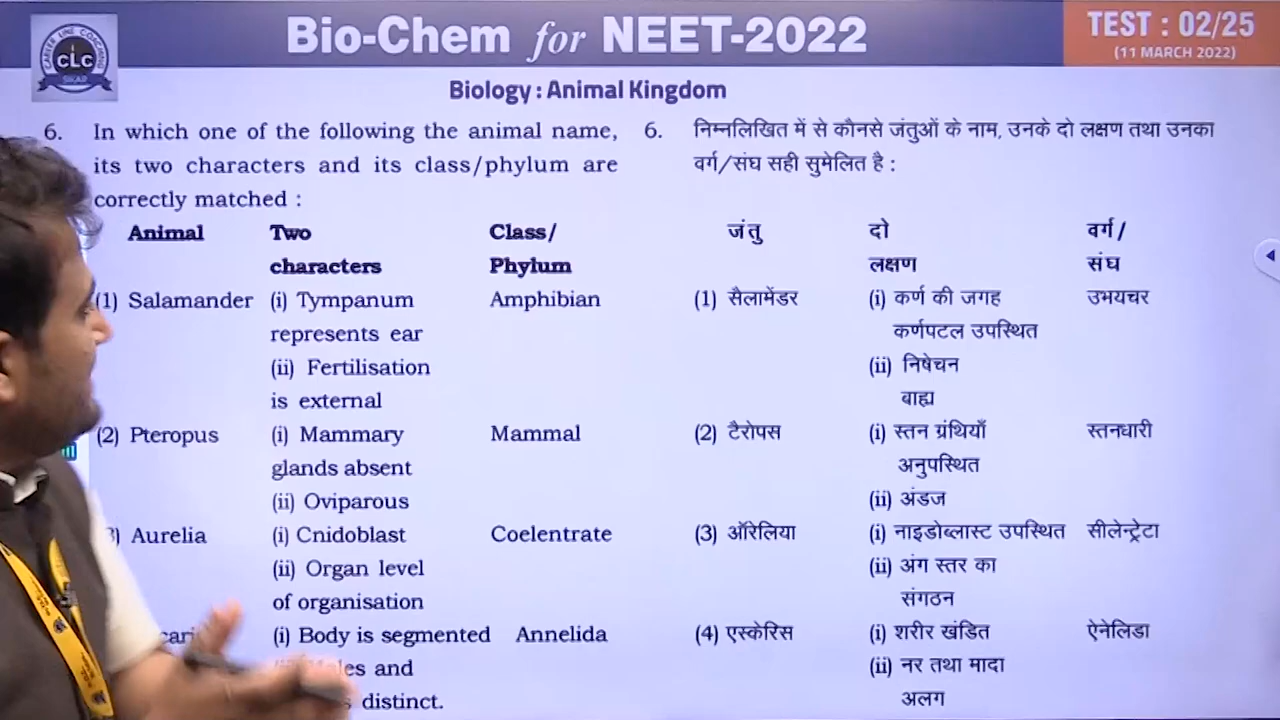 Bio-Chem for NEET-2022
TEST : 02/25
(11 MARCH 2022)
CAREER LINE COACHING
CLC
SIKAR
Biology : Animal Kingdom
6. In which one of the following the animal name,
its two characters and its class/phylum are
correctly matched :
Animal Two Class/
characters Phylum
(1) Salamander (i) Tympanum Amphibian
represents ear
(ii) Fertilisation
is external
(2) Pteropus (i) Mammary Mammal
glands absent
(ii) Oviparous
) Aurelia (i) Cnidoblast Coelentrate
(ii) Organ level
of organisation
(i) Body is segmented Annelida
and
distinct.
6. निम्नलिखित में से कौनसे जंतुओं के नाम, उनके दो लक्षण तथा उनका
वर्ग/संघ सही सुमेलित है :
जंतु दो वर्ग/
लक्षण संघ
(1) सैलामेंडर (i) कर्ण की जगह उभयचर
कर्णपटल उपस्थित
(ii) निषेचन
बाह्य
(2) टैरोपस (i) स्तन ग्रंथियाँ स्तनधारी
अनुपस्थित
(ii) अंडज
(3) ऑरेलिया (i) नाइडोब्लास्ट उपस्थित सीलेन्ट्रेटा
(ii) अंग स्तर का
संगठन
(4) एस्केरिस (i) शरीर खंडित ऐनेलिडा
(ii) नर तथा मादा
अलग